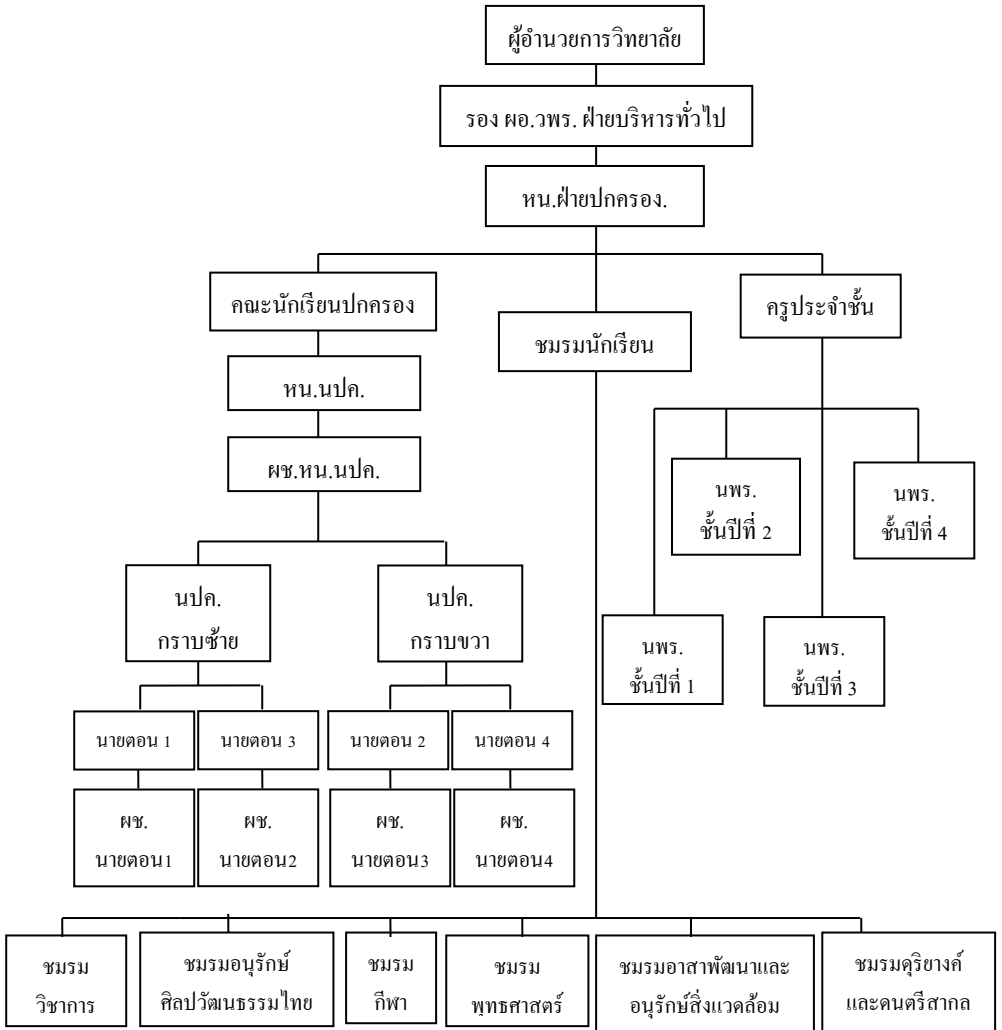 ผู้อำนวยการวิทยาลัย
รอง ผอ.วพร. ฝ่ายบริหารทั่วไป
หน.ฝ่ายปกครอง.
คณะนักเรียนปกครอง
ชมรมนักเรียน
ครูประจำชั้น
หน.นปค.
ผช.หน.นปค.
นพร.
ชั้นปีที่ 2
นพร.
ชั้นปีที่ 4
นปค.
กราบซ้าย
นปค.
กราบขวา
นพร.
ชั้นปีที่ 1
นพร.
ชั้นปีที่ 3
นายตอน 1
นายตอน 3
นายตอน 2
นายตอน 4
ผช.
นายตอน1
ผช.
นายตอน2
ผช.
นายตอน3
ผช.
นายตอน4
ชมรม
วิชาการ
ชมรมอนุรักษ์
ศิลปวัฒนธรรมไทย
ชมรม
กีฬา
ชมรม
พุทธศาสตร์
ชมรมอาสาพัฒนาและ
อนุรักษ์สิ่งแวดล้อม
ชมรมดุริยางค์
และดนตรีสากล